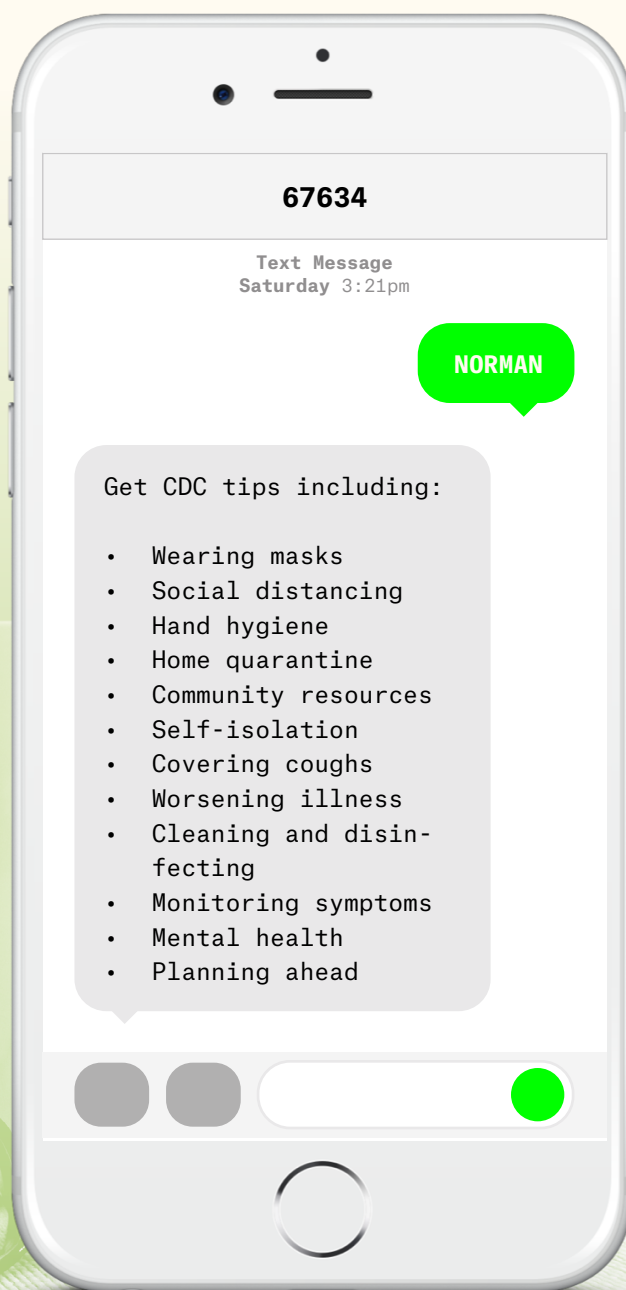 67634
Text Message
Saturday 3:21pm
NORMAN
Get CDC tips including:
• Wearing masks
• Social distancing
• Hand hygiene
• Home quarantine
• Community resources
• Self-isolation
• Covering coughs
• Worsening illness
• Cleaning and disin-
fecting
• Monitoring symptoms
• Mental health
• Planning ahead